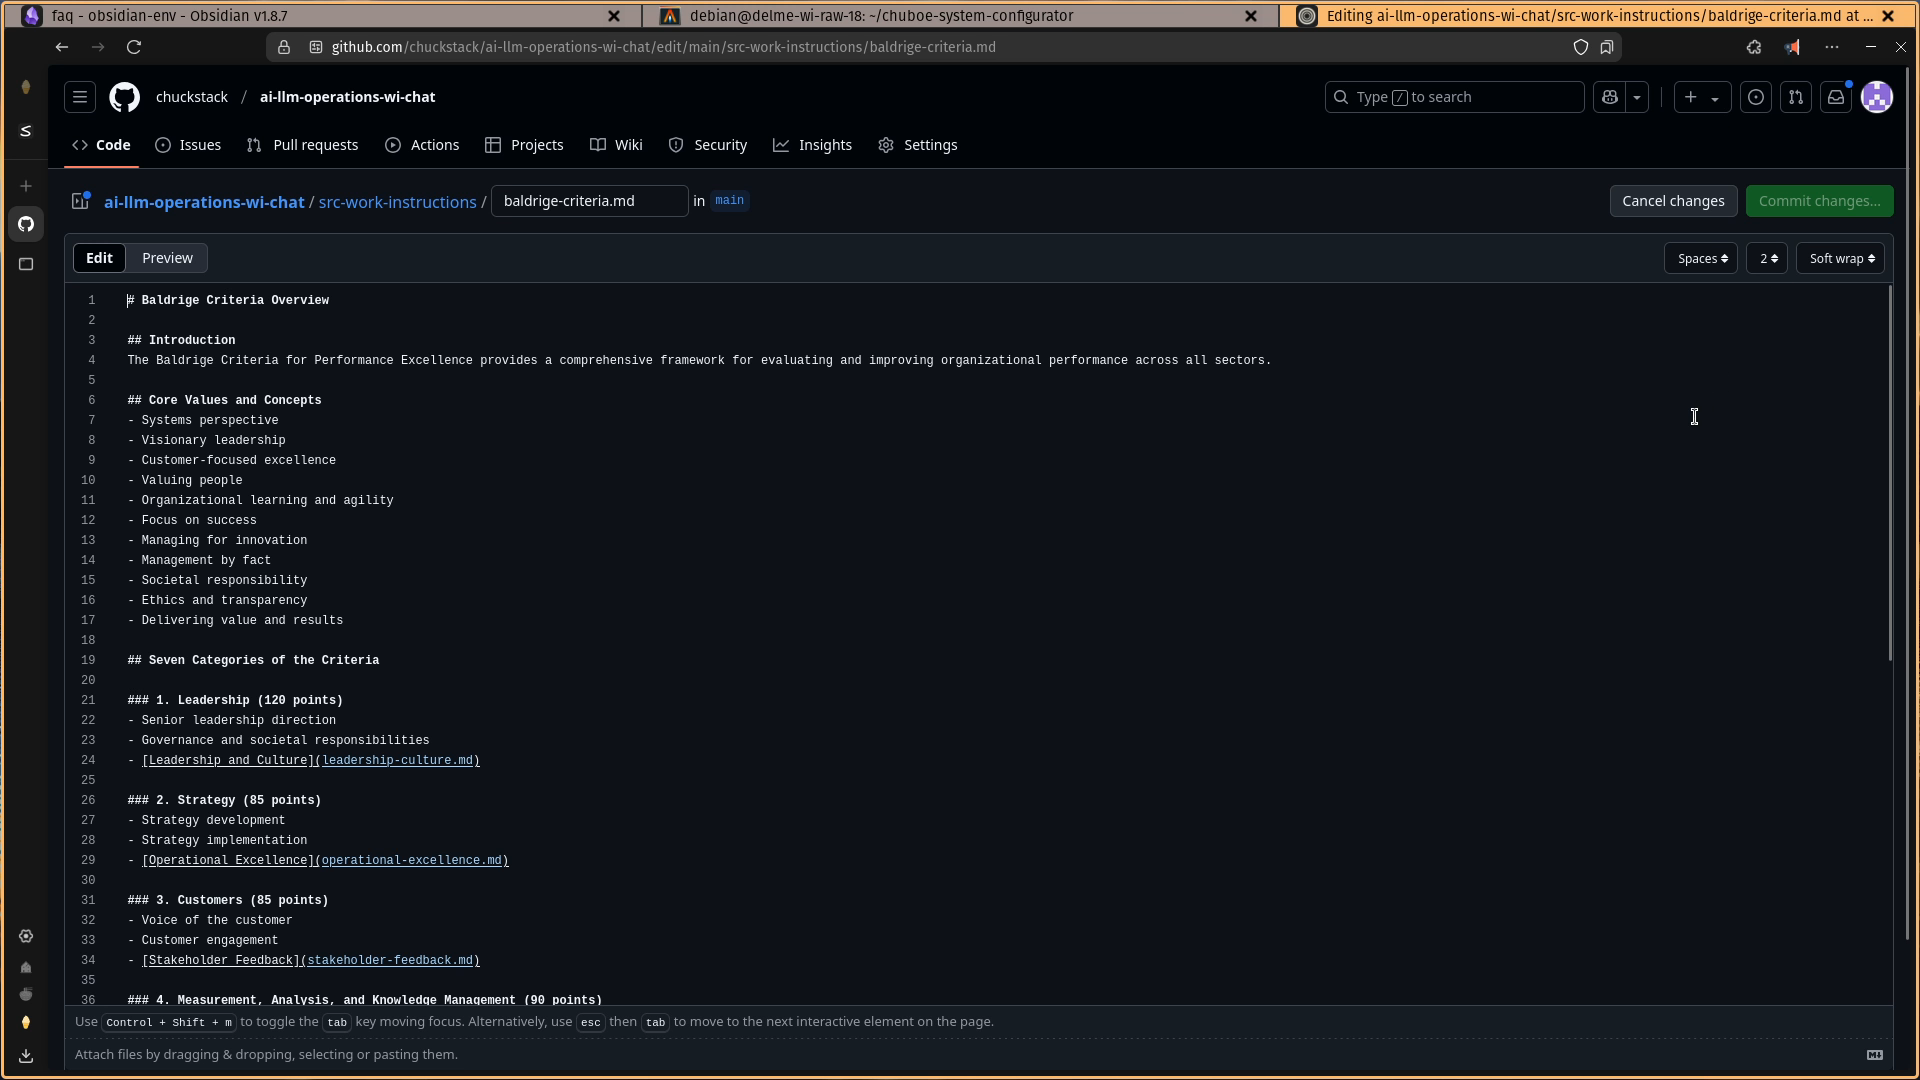 faq - obsidian-env - Obsidian v1.8.7
debian@delme-wi-raw-18: ~/chuboe-system-configurator
Editing ai-llm-operations-wi-chat/src-work-instructions/baldrige-criteria.md at ...
github.com/chuckstack/ai-llm-operations-wi-chat/edit/main/src-work-instructions/baldrige-criteria.md
chuckstack / ai-llm-operations-wi-chat
Type / to search
Code
Issues
Pull requests
Actions
Projects
Wiki
Security
Insights
Settings
ai-llm-operations-wi-chat / src-work-instructions / baldrige-criteria.md in main
Cancel changes
Commit changes...
Edit
Preview
Spaces
2
Soft wrap
1 # Baldrige Criteria Overview
2
3 ## Introduction
4 The Baldrige Criteria for Performance Excellence provides a comprehensive framework for evaluating and improving organizational performance across all sectors.
5
6 ## Core Values and Concepts
7 - Systems perspective
8 - Visionary leadership
9 - Customer-focused excellence
10 - Valuing people
11 - Organizational learning and agility
12 - Focus on success
13 - Managing for innovation
14 - Management by fact
15 - Societal responsibility
16 - Ethics and transparency
17 - Delivering value and results
18
19 ## Seven Categories of the Criteria
20
21 ### 1. Leadership (120 points)
22 - Senior leadership direction
23 - Governance and societal responsibilities
24 - [Leadership and Culture](leadership-culture.md)
25
26 ### 2. Strategy (85 points)
27 - Strategy development
28 - Strategy implementation
29 - [Operational Excellence](operational-excellence.md)
30
31 ### 3. Customers (85 points)
32 - Voice of the customer
33 - Customer engagement
34 - [Stakeholder Feedback](stakeholder-feedback.md)
35
36 ### 4. Measurement, Analysis, and Knowledge Management (90 points)
Use Control + Shift + m to toggle the tab key moving focus. Alternatively, use esc then tab to move to the next interactive element on the page.
Attach files by dragging & dropping, selecting or pasting them.